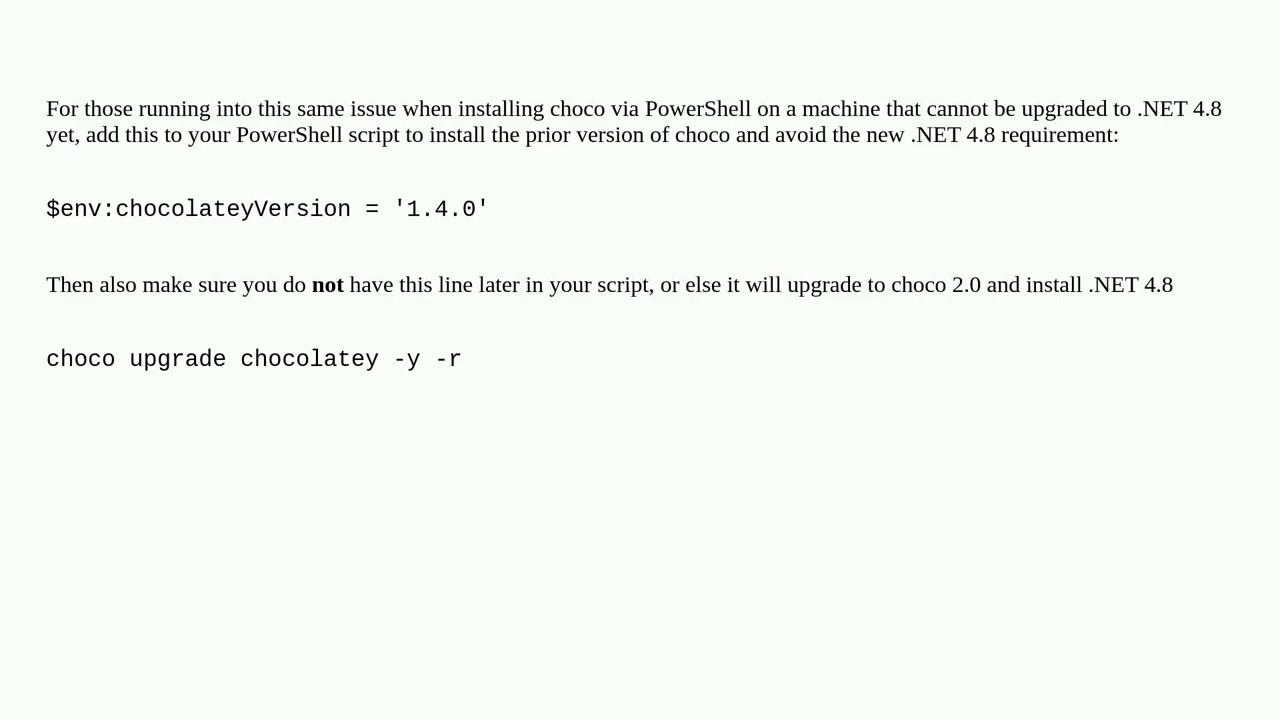 For those running into this same issue when installing choco via PowerShell on a machine that cannot be upgraded to .NET 4.8
yet, add this to your PowerShell script to install the prior version of choco and avoid the new .NET 4.8 requirement:
$env:chocolateyVersion = '1.4.0'
Then also make sure you do not have this line later in your script, or else it will upgrade to choco 2.0 and install .NET 4.8
choco upgrade chocolatey -y -r